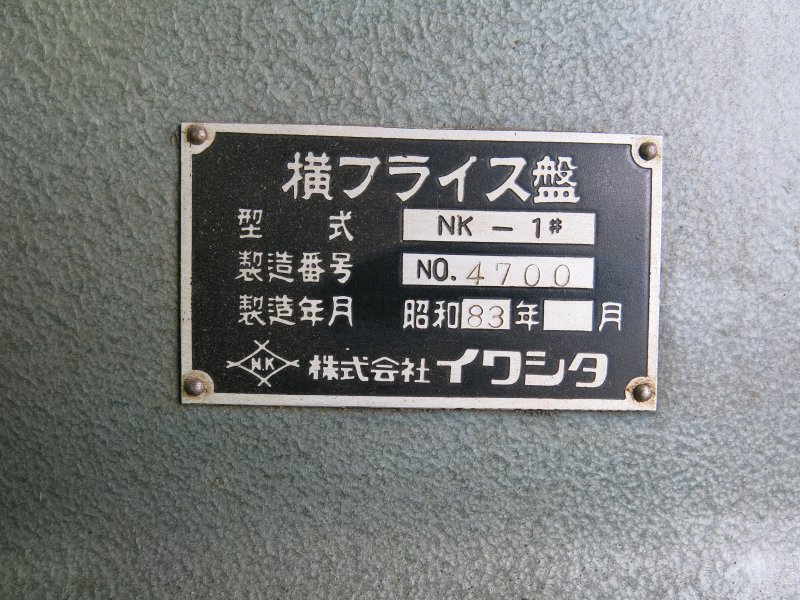 横フライス盤
型式 NK-1#
製造番号 NO. 4700
製造年月 昭和83年 月
N.K 株式会社イワシタ